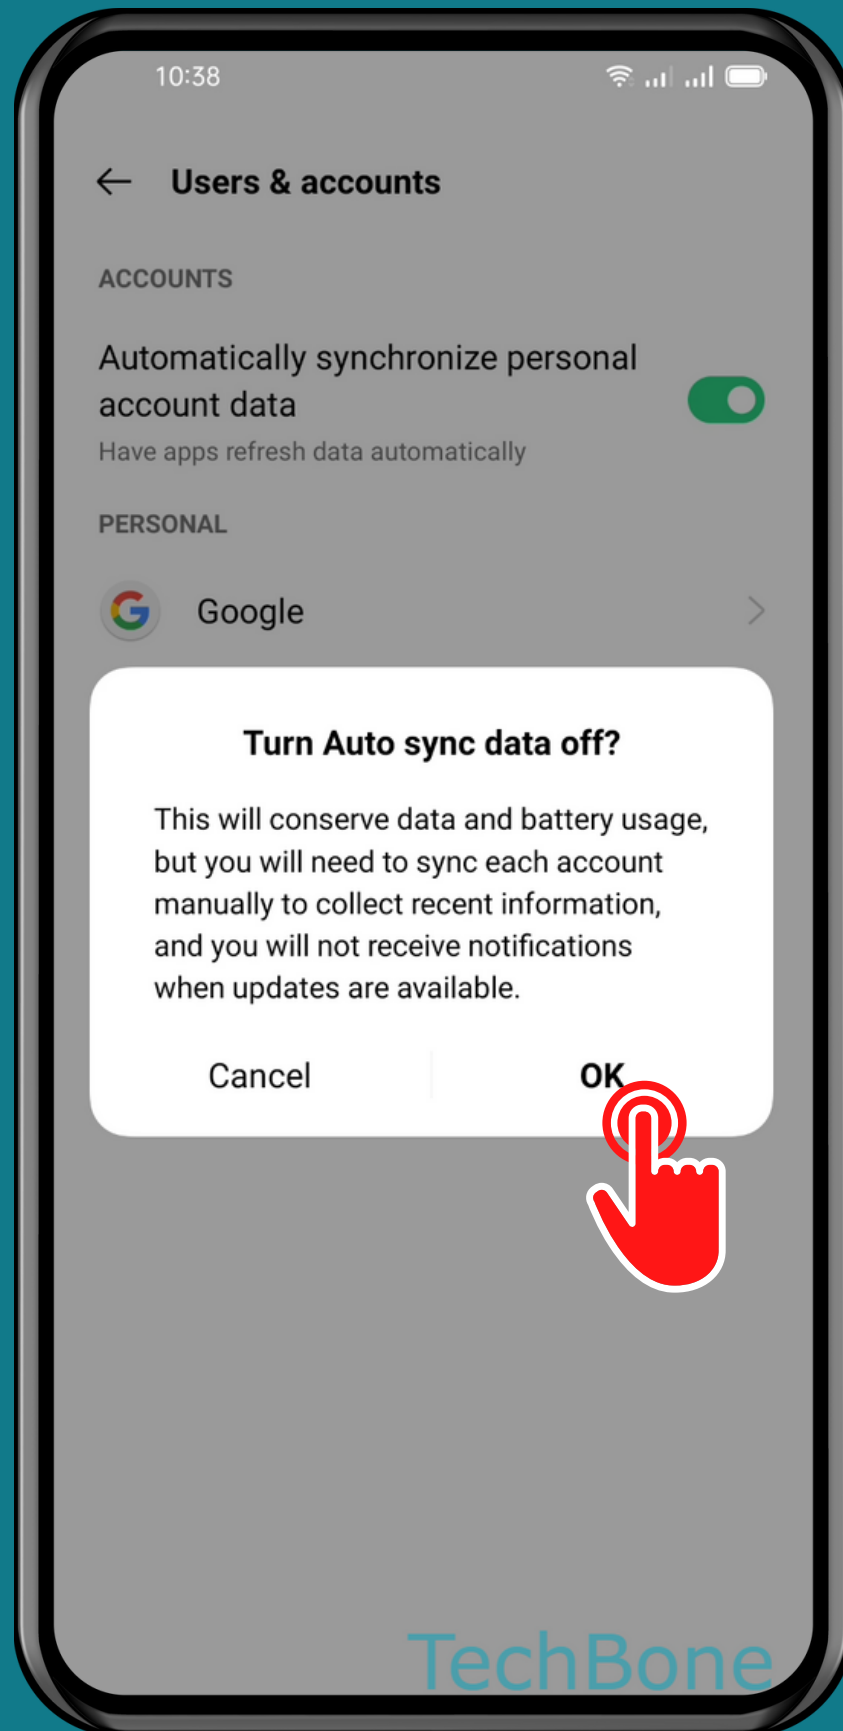 10:38
Users & accounts
ACCOUNTS
Automatically synchronize personal
account data
Have apps refresh data automatically
PERSONAL
Google
Turn Auto sync data off?
This will conserve data and battery usage,
but you will need to sync each account
manually to collect recent information,
and you will not receive notifications
when updates are available.
Cancel
OK
TechBone